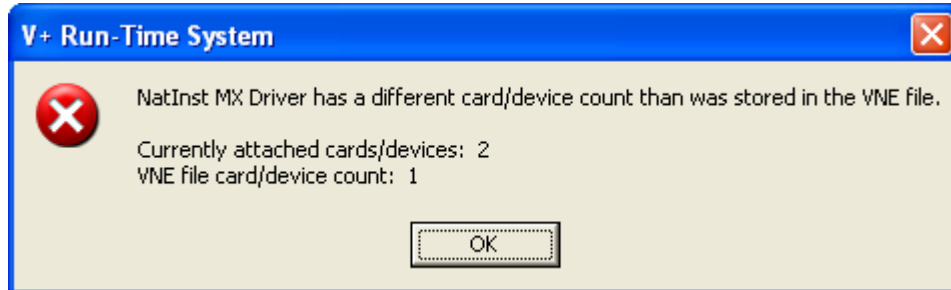 V+ Run-Time System
NatInst MX Driver has a different card/device count than was stored in the VNE file.
Currently attached cards/devices: 2
VNE file card/device count: 1
OK